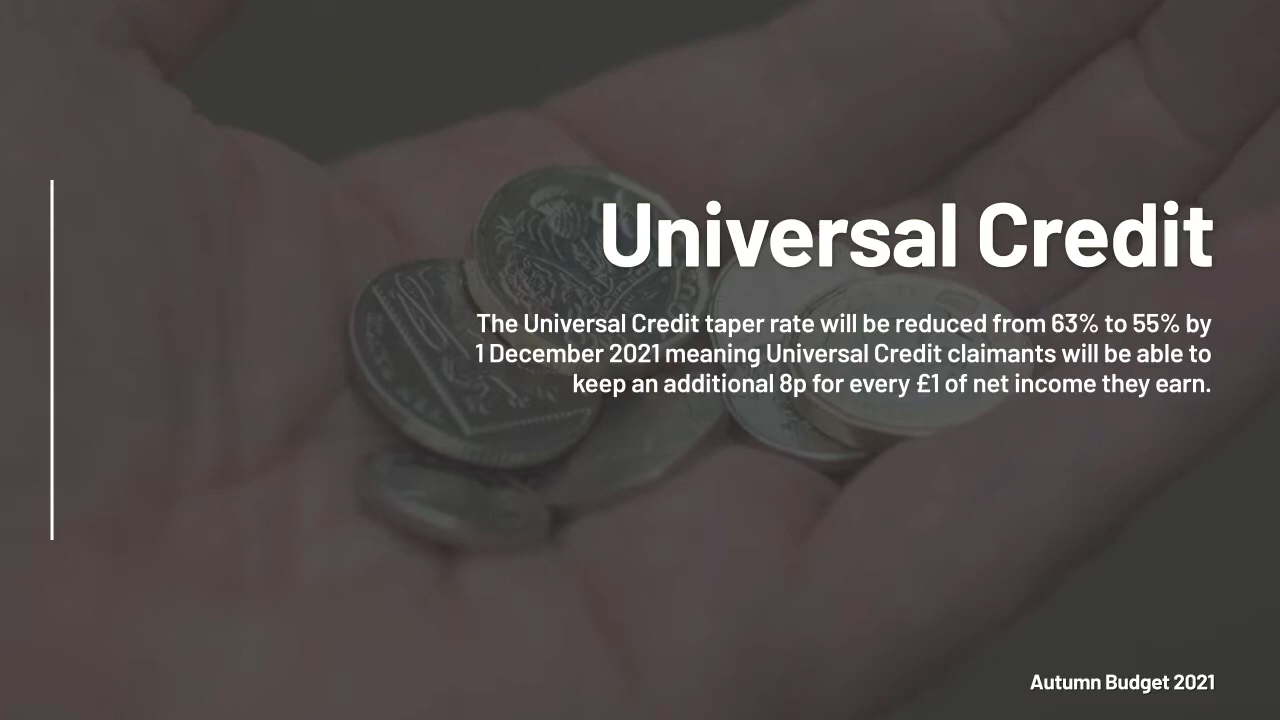 Universal Credit
The Universal Credit taper rate will be reduced from 63% to 55% by
1 December 2021 meaning Universal Credit claimants will be able to
keep an additional 8p for every £1 of net income they earn.
Autumn Budget 2021